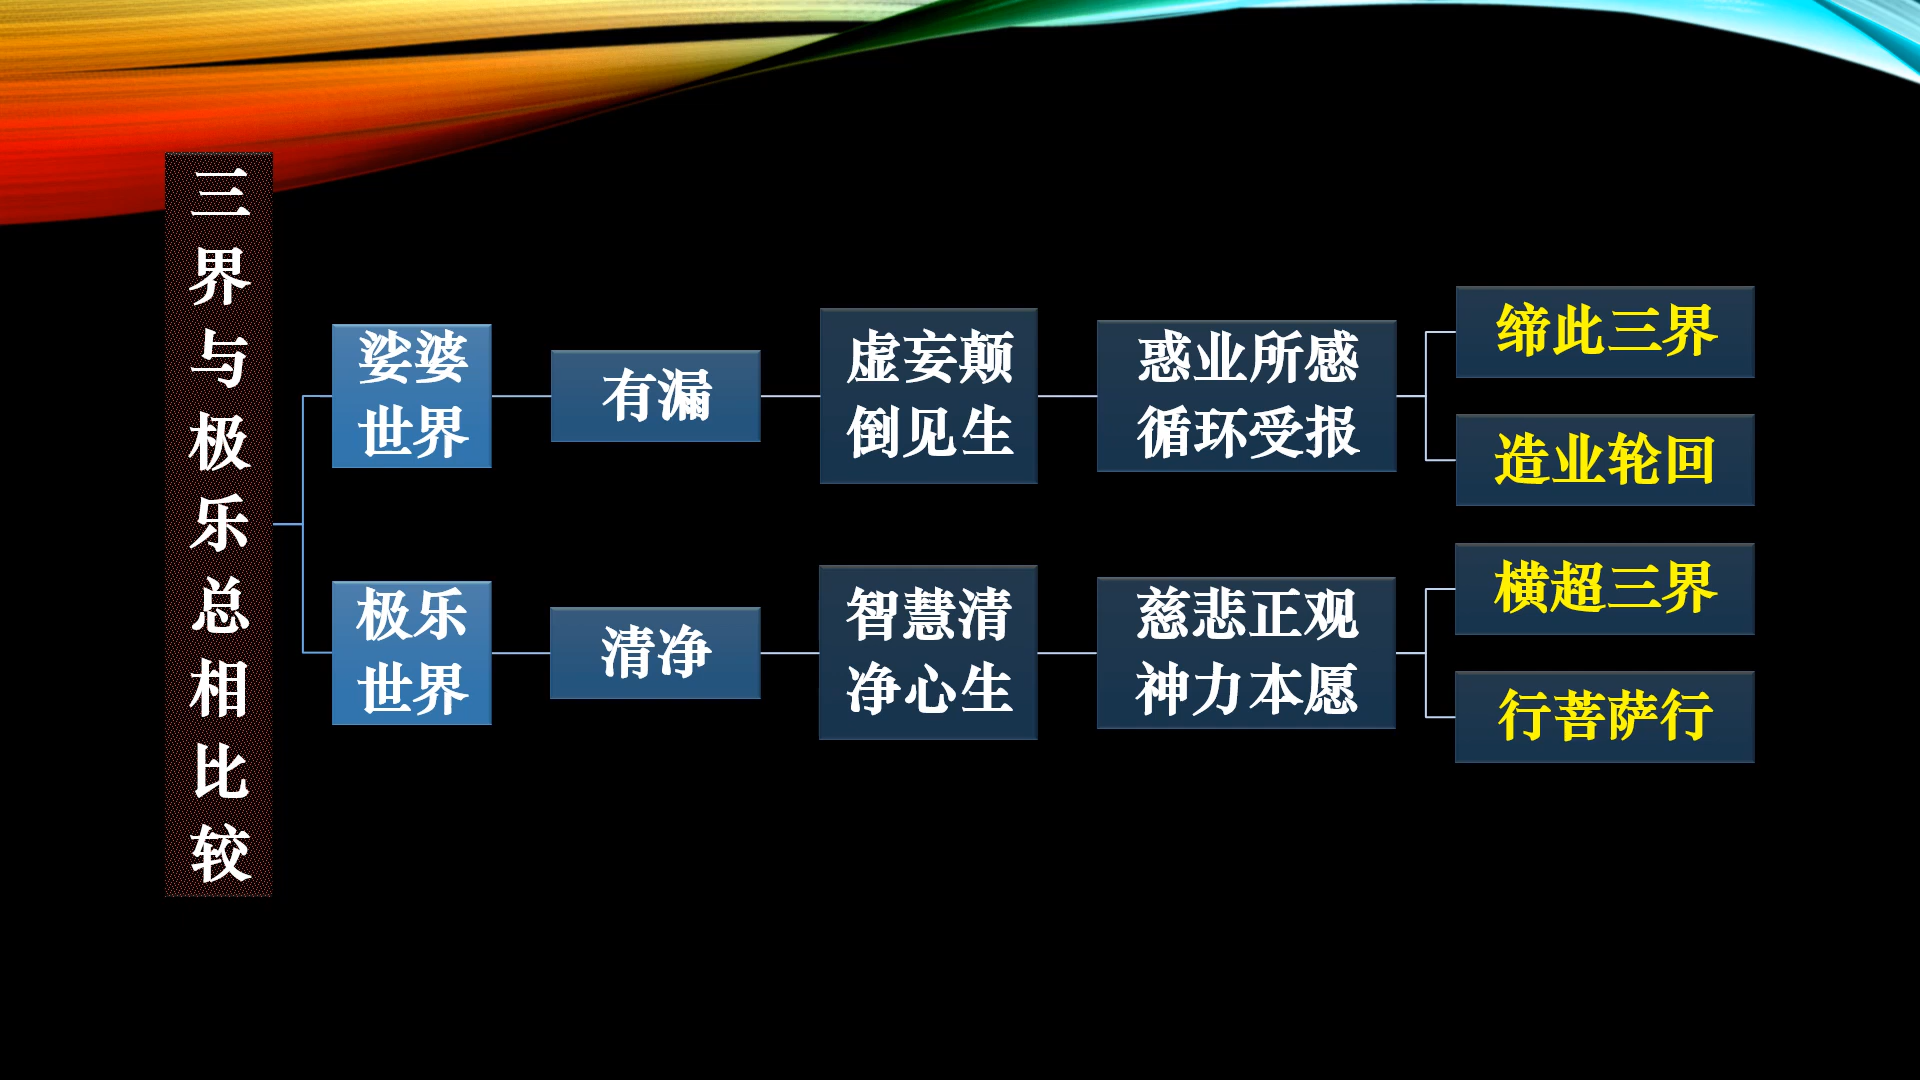 三界与极乐总相比较
娑婆
世界
有漏
虚妄颠
倒见生
惑业所感
循环受报
缔此三界
造业轮回
极乐
世界
清净
智慧清
净心生
慈悲正观
神力本愿
横超三界
行菩萨行